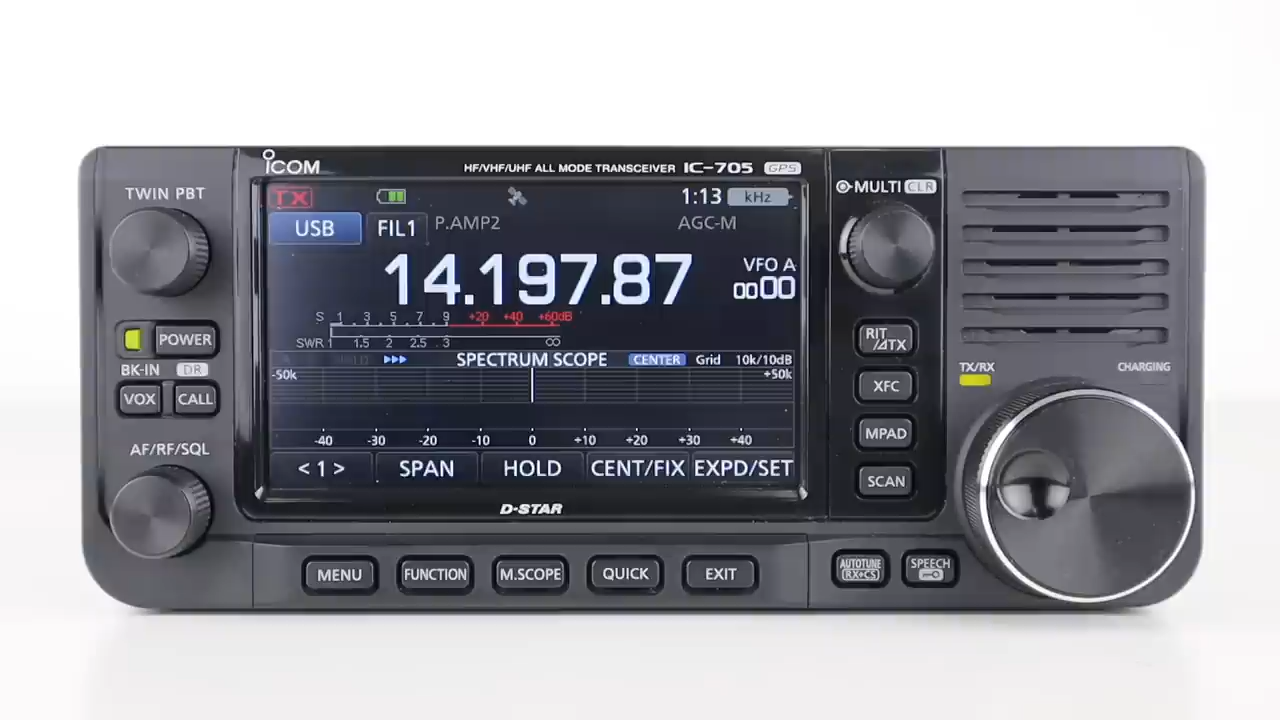 ICOM
HF/VHF/UHF ALL MODE TRANSCEIVER IC-705 GPS
TWIN PBT
MULTI CLR
TX
1:13 kHz
USB FIL1 P.AMP2 AGC-M
14.197.87
VFO A
0000
S 1 3 5 7 9 +20 +40 +60dB
SWR 1 1.5 2 2.5 3 ∞
SPECTRUM SCOPE CENTER Grid 10k/10dB
-50k +50k
-40 -30 -20 -10 0 +10 +20 +30 +40
< 1 > SPAN HOLD CENT/FIX EXPD/SET
D-STAR
POWER
BK-IN DR
VOX CALL
AF/RF/SQL
RIT/⊿TX
XFC
MPAD
SCAN
TX/RX CHARGING
MENU FUNCTION M.SCOPE QUICK EXIT
AUTOTUNE
RX→CS
SPEECH